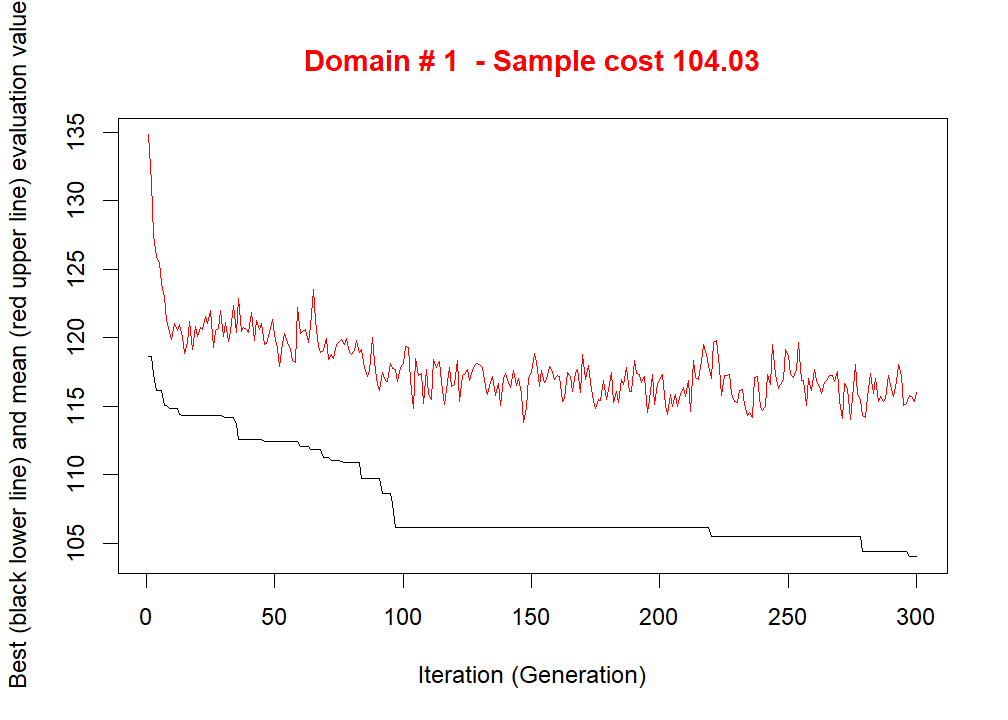 Domain # 1  - Sample cost 104.03
Best (black lower line) and mean (red upper line) evaluation value
135
130
125
120
115
110
105
0 50 100 150 200 250 300
Iteration (Generation)